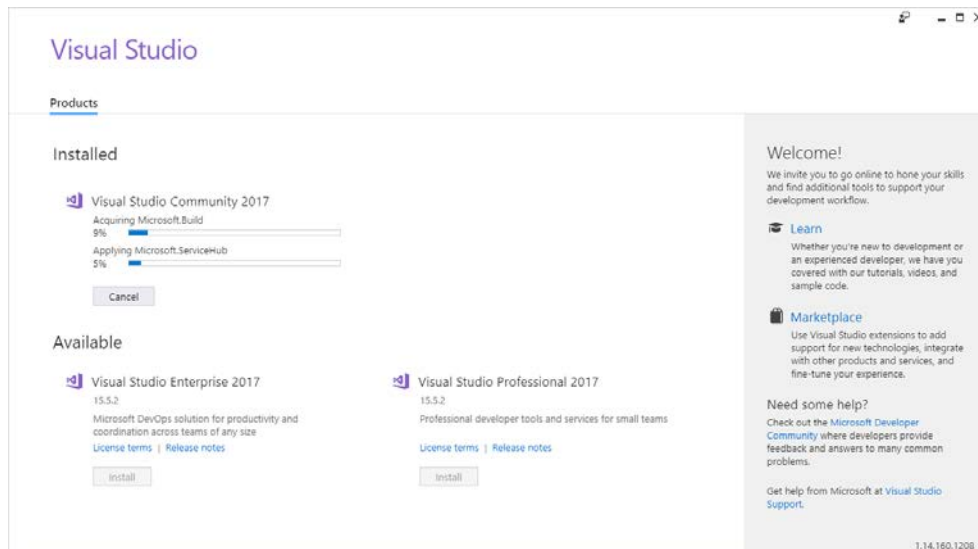 Visual Studio
Products
Installed
Visual Studio Community 2017
Acquiring Microsoft.Build
9%
Applying Microsoft.ServiceHub
5%
Cancel
Available
Visual Studio Enterprise 2017
15.5.2
Microsoft DevOps solution for productivity and
coordination across teams of any size
License terms | Release notes
Install
Visual Studio Professional 2017
15.5.2
Professional developer tools and services for small teams
License terms | Release notes
Install
Welcome!
We invite you to go online to hone your skills
and find additional tools to support your
development workflow.
Learn
Whether you're new to development or
an experienced developer, we have you
covered with our tutorials, videos, and
sample code.
Marketplace
Use Visual Studio extensions to add
support for new technologies, integrate
with other products and services, and
fine-tune your experience.
Need some help?
Check out the Microsoft Developer
Community where developers provide
feedback and answers to many common
problems.
Get help from Microsoft at Visual Studio
Support.
1.14.160.1208